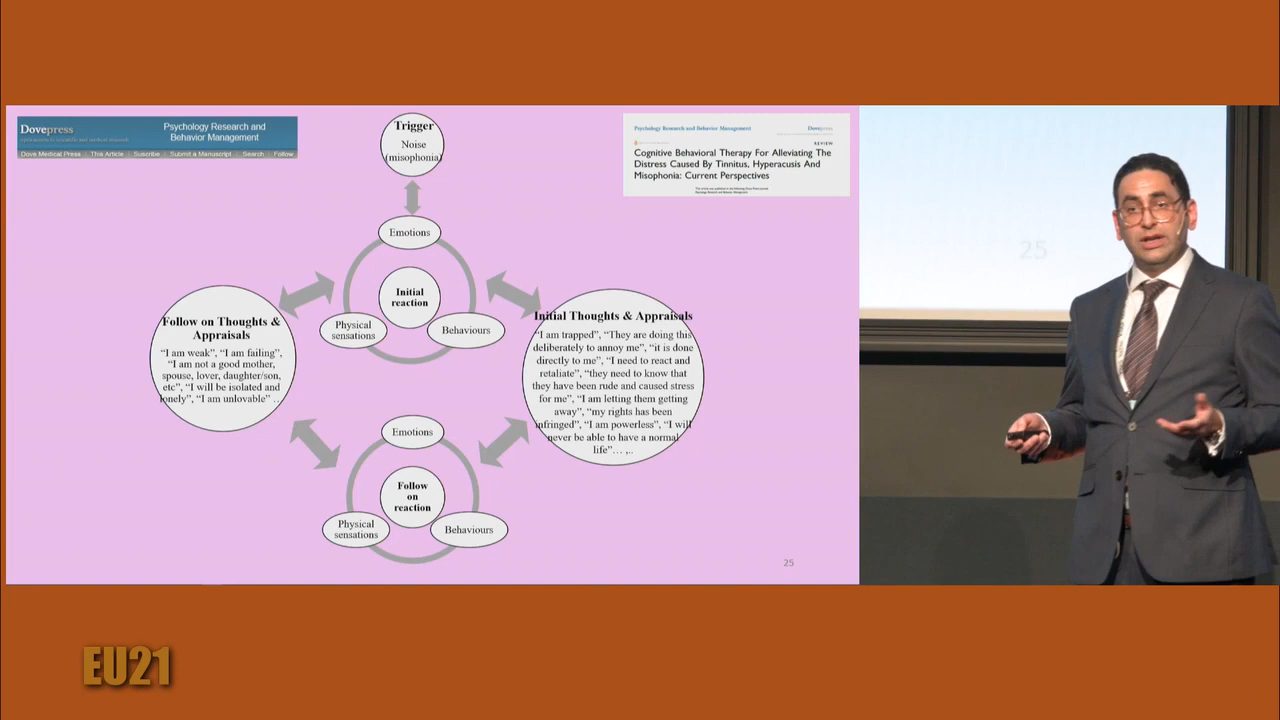 Dovepress
Psychology Research and
Behavior Management
Dove Medical Press | This Article | Suscribe | Submit a Manuscript | Search | Follow
Trigger
Noise
(misophonia)
Psychology Research and Behavior Management
Dovepress
REVIEW
Cognitive Behavioral Therapy For Alleviating The
Distress Caused By Tinnitus, Hyperacusis And
Misophonia: Current Perspectives
Emotions
Initial
reaction
Physical
sensations
Behaviours
Follow on Thoughts &
Appraisals
“I am weak”, “I am failing”,
“I am not a good mother,
spouse, lover, daughter/son,
etc”, “I will be isolated and
lonely”, “I am unlovable” …
Initial Thoughts & Appraisals
“I am trapped”, “They are doing this
deliberately to annoy me”, “it is done
directly to me”, “I need to react and
retaliate”, “they need to know that
they have been rude and caused stress
for me”, “I am letting them getting
away”, “my rights has been
infringed”, “I am powerless”, “I will
never be able to have a normal
life”… ,..
Emotions
Follow
on
reaction
Physical
sensations
Behaviours
25
25
EU21